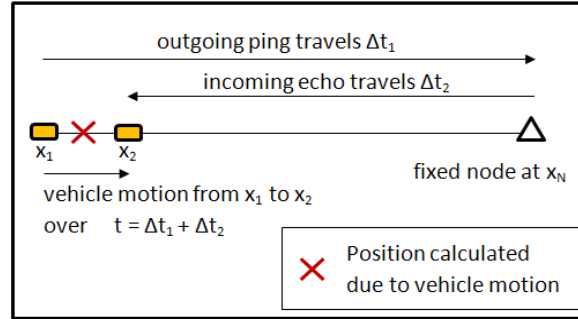 outgoing ping travels Δt₁
incoming echo travels Δt₂
x₁ x₂
fixed node at xN
vehicle motion from x₁ to x₂
over t = Δt₁ + Δt₂
Position calculated
due to vehicle motion